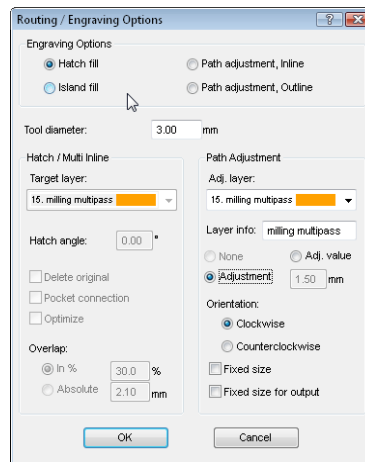 Routing / Engraving Options
Engraving Options
Hatch fill
Path adjustment, Inline
Island fill
Path adjustment, Outline
Tool diameter: 3.00 mm
Hatch / Multi Inline
Target layer:
15. milling multipass
Hatch angle: 0.00 °
Delete original
Pocket connection
Optimize
Overlap:
In % 30.0 %
Absolute 2.10 mm
Path Adjustment
Adj. layer:
15. milling multipass
Layer info: milling multipass
None
Adj. value
Adjustment 1.50 mm
Orientation:
Clockwise
Counterclockwise
Fixed size
Fixed size for output
OK
Cancel